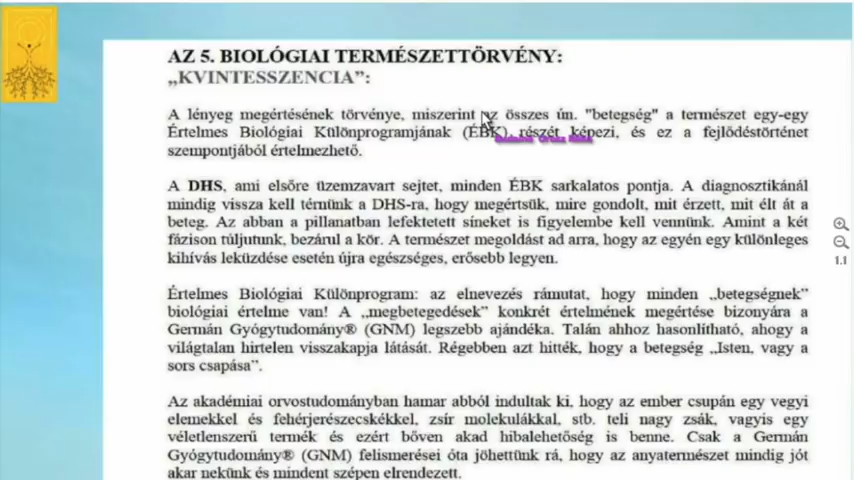 AZ 5. BIOLÓGIAI TERMÉSZETTÖRVÉNY:
„KVINTESSZENCIA”:
A lényeg megértésének törvénye, miszerint az összes ún. "betegség" a természet egy-egy
Értelmes Biológiai Különprogramjának (ÉBK) részét képezi, és ez a fejlődéstörténet
szempontjából értelmezhető.
A DHS, ami elsőre üzemzavart sejtet, minden ÉBK sarkalatos pontja. A diagnosztikánál
mindig vissza kell térnünk a DHS-ra, hogy megértsük, mire gondolt, mit érzett, mit élt át a
beteg. Az abban a pillanatban lefektetett síneket is figyelembe kell vennünk. Amint a két
fázison túljutunk, bezárul a kör. A természet megoldást ad arra, hogy az egyén egy különleges
kihívás leküzdése esetén újra egészséges, erősebb legyen.
Értelmes Biológiai Különprogram: az elnevezés rámutat, hogy minden „betegségnek”
biológiai értelme van! A „megbetegedések” konkrét értelmének megértése bizonyára a
Germán Gyógytudomány® (GNM) legszebb ajándéka. Talán ahhoz hasonlítható, ahogy a
világtalan hirtelen visszakapja látását. Régebben azt hitték, hogy a betegség „Isten, vagy a
sors csapása”.
Az akadémiai orvostudományban hamar abból indultak ki, hogy az ember csupán egy vegyi
elemekkel és fehérjerészecskékkel, zsír molekulákkal, stb. teli nagy zsák, vagyis egy
véletlenszerű termék és ezért bőven akad hibalehetőség is benne. Csak a Germán
Gyógytudomány® (GNM) felismerései óta jöhettünk rá, hogy az anyatermészet mindig jót
akar nekünk és mindent szépen elrendezett.
1.1